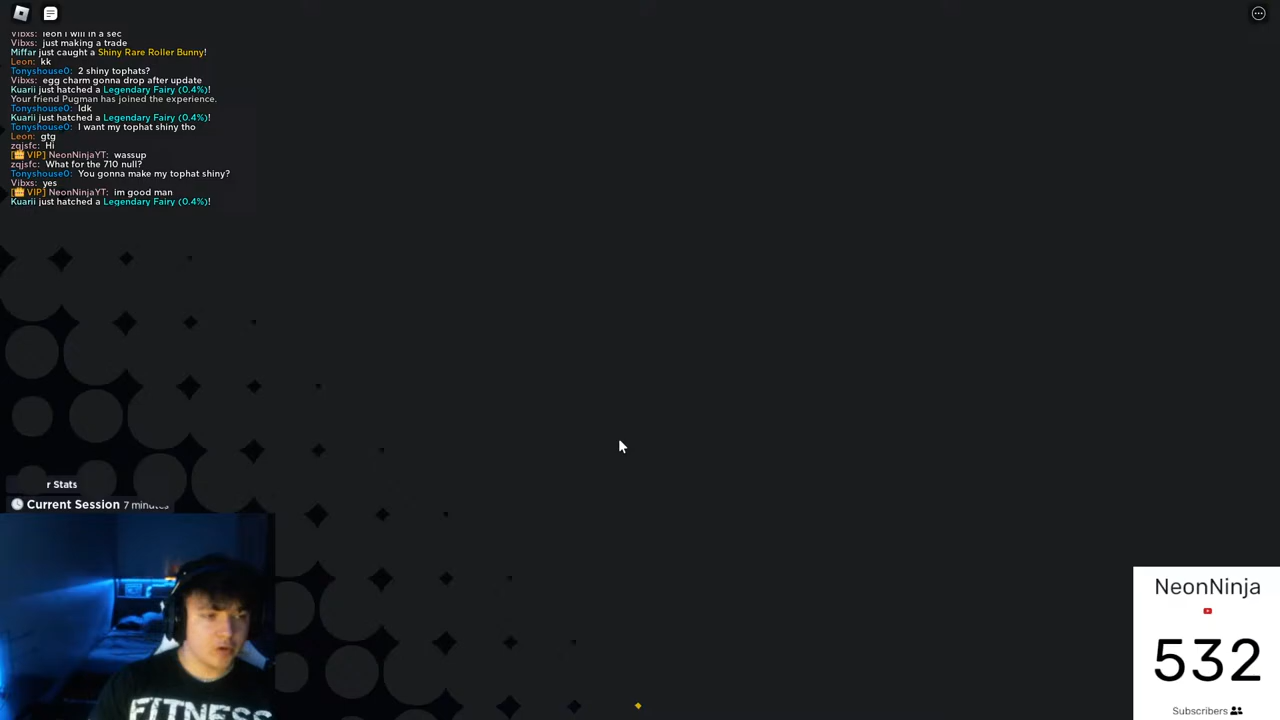 Vibxs: leon i will in a sec
Vibxs: just making a trade
Miffar just caught a Shiny Rare Roller Bunny!
Leon: kk
Tonyshouse0: 2 shiny tophats?
Vibxs: egg charm gonna drop after update
Kuarii just hatched a Legendary Fairy (0.4%)!
Your friend Pugman has joined the experience.
Tonyshouse0: Idk
Kuarii just hatched a Legendary Fairy (0.4%)!
Tonyshouse0: I want my tophat shiny tho
Leon: gtg
zqjsfc: Hi
[👑 VIP] NeonNinjaYT: wassup
zqjsfc: What for the 710 null?
Tonyshouse0: You gonna make my tophat shiny?
Vibxs: yes
[👑 VIP] NeonNinjaYT: im good man
Kuarii just hatched a Legendary Fairy (0.4%)!
r Stats
Current Session 7 minutes
FITNESS
NeonNinja
532
Subscribers